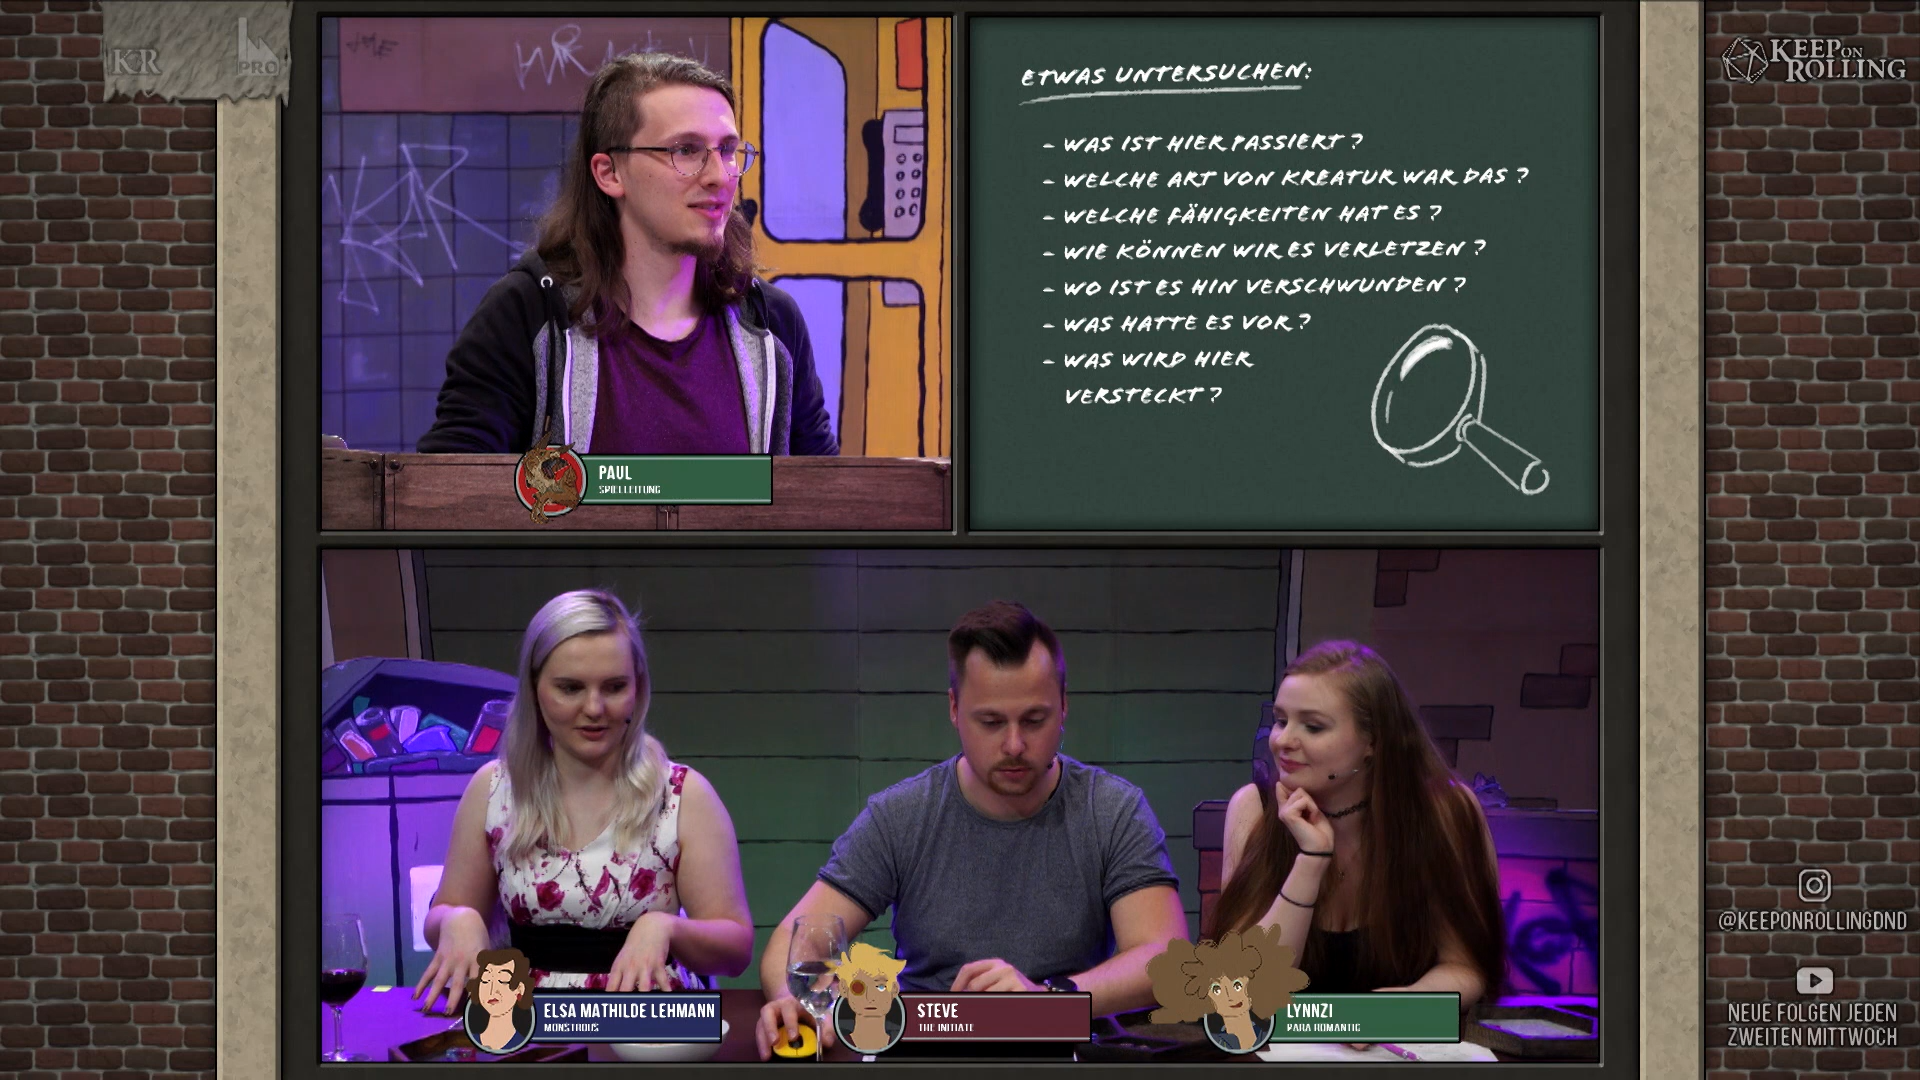 KR
PRO
KEEP ON
ROLLING
ETWAS UNTERSUCHEN:
- WAS IST HIER PASSIERT?
- WELCHE ART VON KREATUR WAR DAS?
- WELCHE FÄHIGKEITEN HAT ES?
- WIE KÖNNEN WIR ES VERLETZEN?
- WO IST ES HIN VERSCHWUNDEN?
- WAS HATTE ES VOR?
- WAS WIRD HIER
VERSTECKT?
PAUL
SPIELLEITUNG
ELSA MATHILDE LEHMANN
MONSTROUS
STEVE
THE INITIATE
LYNNZI
PARA ROMANTIC
@KEEPONROLLINGDND
NEUE FOLGEN JEDEN
ZWEITEN MITTWOCH